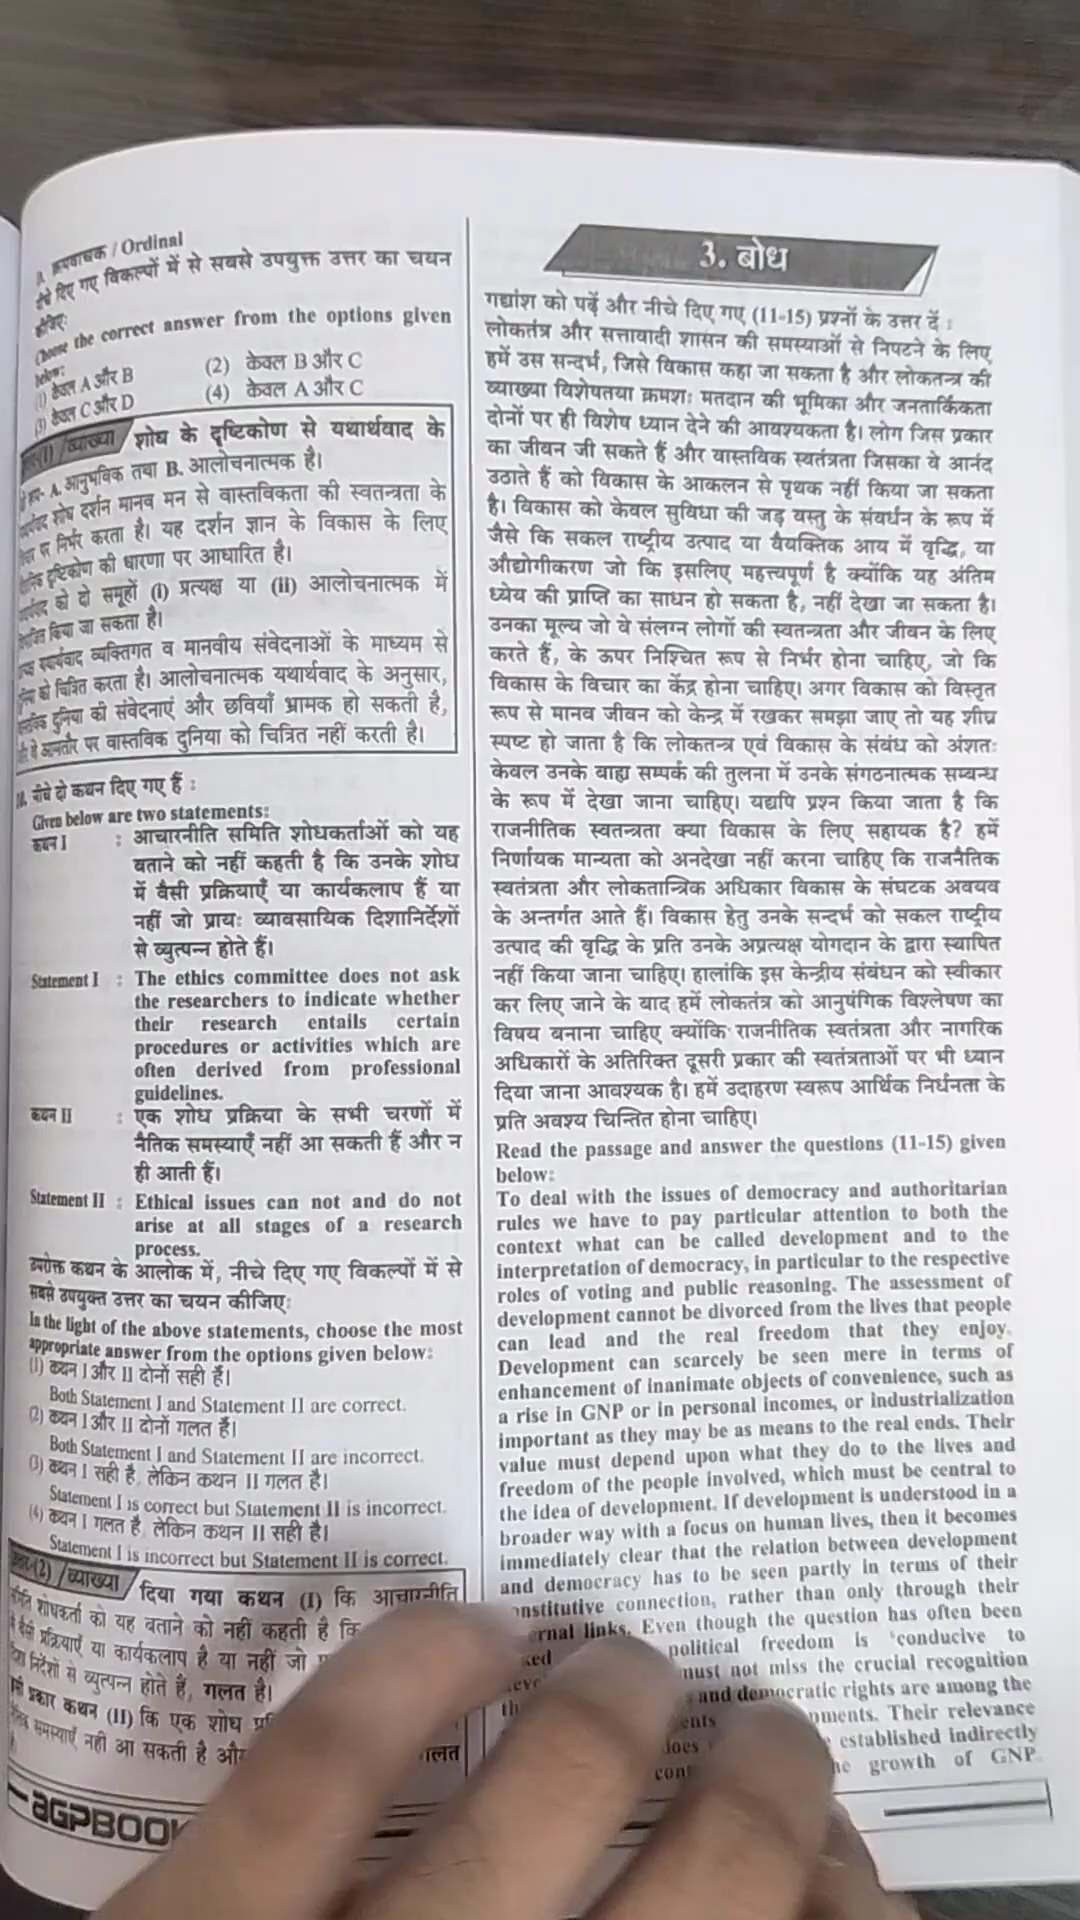 क्रमवाचक / Ordinal
नीचे दिए गए विकल्पों में से सबसे उपयुक्त उत्तर का चयन
कीजिए:
Choose the correct answer from the options given
below:
(1) केवल A और B (2) केवल B और C
(3) केवल C और D (4) केवल A और C
(1) व्याख्या शोध के दृष्टिकोण से यथार्थवाद के
A. आनुभविक तथा B. आलोचनात्मक है।
शोध दर्शन मानव मन से वास्तविकता की स्वतन्त्रता के
पर निर्भर करता है। यह दर्शन ज्ञान के विकास के लिए
दृष्टिकोण की धारणा पर आधारित है।
को दो समूहों (i) प्रत्यक्ष या (ii) आलोचनात्मक में
किया जा सकता है।
यथार्थवाद व्यक्तिगत व मानवीय संवेदनाओं के माध्यम से
को चित्रित करता है। आलोचनात्मक यथार्थवाद के अनुसार,
दुनिया की संवेदनाएं और छवियाँ भ्रामक हो सकती है,
और वे आमतौर पर वास्तविक दुनिया को चित्रित नहीं करती है।
10. नीचे दो कथन दिए गए हैं :
Given below are two statements:
कथन I : आचारनीति समिति शोधकर्ताओं को यह
बताने को नहीं कहती है कि उनके शोध
में वैसी प्रक्रियाएँ या कार्यकलाप हैं या
नहीं जो प्रायः व्यावसायिक दिशानिर्देशों
से व्युत्पन्न होते हैं।
Statement I : The ethics committee does not ask
the researchers to indicate whether
their research entails certain
procedures or activities which are
often derived from professional
guidelines.
कथन II : एक शोध प्रक्रिया के सभी चरणों में
नैतिक समस्याएँ नहीं आ सकती हैं और न
ही आती हैं।
Statement II : Ethical issues can not and do not
arise at all stages of a research
process.
उपरोक्त कथन के आलोक में, नीचे दिए गए विकल्पों में से
सबसे उपयुक्त उत्तर का चयन कीजिए:
In the light of the above statements, choose the most
appropriate answer from the options given below:
(1) कथन I और II दोनों सही हैं।
Both Statement I and Statement II are correct.
(2) कथन I और II दोनों गलत हैं।
Both Statement I and Statement II are incorrect.
(3) कथन I सही है, लेकिन कथन II गलत है।
Statement I is correct but Statement II is incorrect.
(4) कथन I गलत है, लेकिन कथन II सही है।
Statement I is incorrect but Statement II is correct.
(2) व्याख्या दिया गया कथन (I) कि आचारनीति
शोधकर्ता को यह बताने को नहीं कहती है कि
वैसी प्रक्रियाएँ या कार्यकलाप है या नहीं जो
निर्देशों से व्युत्पन्न होते हैं, गलत है।
प्रकार कथन (II) कि एक शोध
समस्याएँ नहीं आ सकती है और गलत
AGPBOOK
3. बोध
गद्यांश को पढ़ें और नीचे दिए गए (11-15) प्रश्नों के उत्तर दें :
लोकतंत्र और सत्तावादी शासन की समस्याओं से निपटने के लिए
हमें उस सन्दर्भ, जिसे विकास कहा जा सकता है और लोकतन्त्र की
व्याख्या विशेषतया क्रमशः मतदान की भूमिका और जनतार्किकता
दोनों पर ही विशेष ध्यान देने की आवश्यकता है। लोग जिस प्रकार
का जीवन जी सकते हैं और वास्तविक स्वतंत्रता जिसका वे आनंद
उठाते हैं को विकास के आकलन से पृथक नहीं किया जा सकता
है। विकास को केवल सुविधा की जड़ वस्तु के संवर्धन के रूप में
जैसे कि सकल राष्ट्रीय उत्पाद या वैयक्तिक आय में वृद्धि, या
औद्योगीकरण जो कि इसलिए महत्त्वपूर्ण है क्योंकि यह अंतिम
ध्येय की प्राप्ति का साधन हो सकता है, नहीं देखा जा सकता है।
उनका मूल्य जो वे संलग्न लोगों की स्वतन्त्रता और जीवन के लिए
करते हैं, के ऊपर निश्चित रूप से निर्भर होना चाहिए, जो कि
विकास के विचार का केंद्र होना चाहिए। अगर विकास को विस्तृत
रूप से मानव जीवन को केन्द्र में रखकर समझा जाए तो यह शीघ्र
स्पष्ट हो जाता है कि लोकतन्त्र एवं विकास के संबंध को अंशतः
केवल उनके बाह्य सम्पर्क की तुलना में उनके संगठनात्मक सम्बन्ध
के रूप में देखा जाना चाहिए। यद्यपि प्रश्न किया जाता है कि
राजनीतिक स्वतन्त्रता क्या विकास के लिए सहायक है? हमें
निर्णायक मान्यता को अनदेखा नहीं करना चाहिए कि राजनैतिक
स्वतंत्रता और लोकतान्त्रिक अधिकार विकास के संघटक अवयव
के अन्तर्गत आते हैं। विकास हेतु उनके सन्दर्भ को सकल राष्ट्रीय
उत्पाद की वृद्धि के प्रति उनके अप्रत्यक्ष योगदान के द्वारा स्थापित
नहीं किया जाना चाहिए। हालांकि इस केन्द्रीय संबंधन को स्वीकार
कर लिए जाने के बाद हमें लोकतंत्र को आनुषंगिक विश्लेषण का
विषय बनाना चाहिए क्योंकि राजनीतिक स्वतंत्रता और नागरिक
अधिकारों के अतिरिक्त दूसरी प्रकार की स्वतंत्रताओं पर भी ध्यान
दिया जाना आवश्यक है। हमें उदाहरण स्वरूप आर्थिक निर्धनता के
प्रति अवश्य चिन्तित होना चाहिए।
Read the passage and answer the questions (11-15) given
below:
To deal with the issues of democracy and authoritarian
rules we have to pay particular attention to both the
context what can be called development and to the
interpretation of democracy, in particular to the respective
roles of voting and public reasoning. The assessment of
development cannot be divorced from the lives that people
can lead and the real freedom that they enjoy.
Development can scarcely be seen mere in terms of
enhancement of inanimate objects of convenience, such as
a rise in GNP or in personal incomes, or industrialization
important as they may be as means to the real ends. Their
value must depend upon what they do to the lives and
freedom of the people involved, which must be central to
the idea of development. If development is understood in a
broader way with a focus on human lives, then it becomes
immediately clear that the relation between development
and democracy has to be seen partly in terms of their
constitutive connection, rather than only through their
links. Even though the question has often been
political freedom is 'conducive to
must not miss the crucial recognition
and democratic rights are among the
Their relevance
established indirectly
growth of GNP